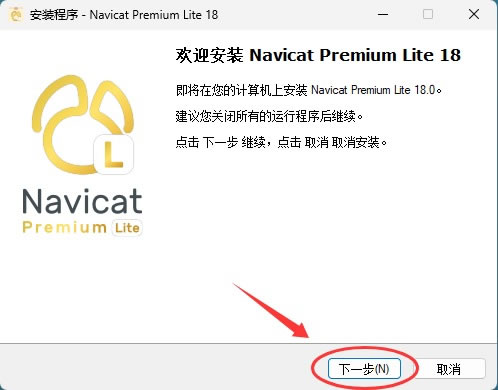 安装程序 - Navicat Premium Lite 18
欢迎安装 Navicat Premium Lite 18
即将在您的计算机上安装 Navicat Premium Lite 18.0。
建议您关闭所有的运行程序后继续。
点击 下一步 继续，点击 取消 取消安装。
L
Navicat
Premium Lite
下一步(N)
取消